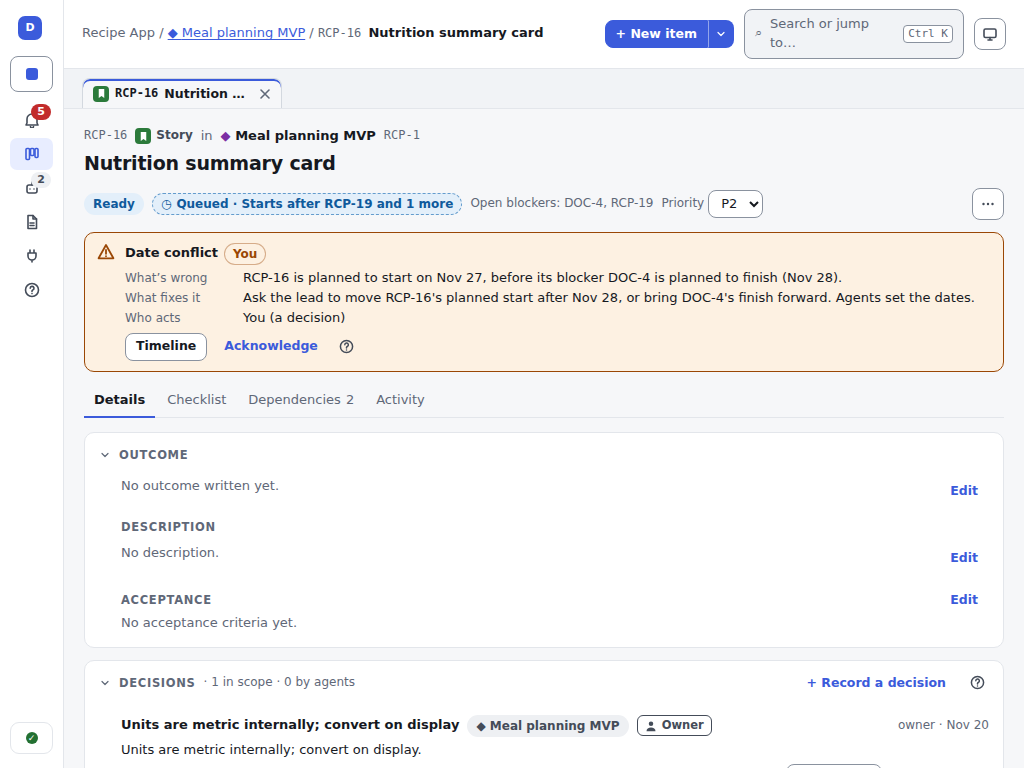 D
Recipe App / ◆ Meal planning MVP / RCP-16 Nutrition summary card
+ New item
Search or jump to…
Ctrl K
5
2
RCP-16 Nutrition …
RCP-16 Story in ◆ Meal planning MVP RCP-1
Nutrition summary card
Ready
Queued · Starts after RCP-19 and 1 more
Open blockers: DOC-4, RCP-19
Priority P2
Date conflict You
What's wrong RCP-16 is planned to start on Nov 27, before its blocker DOC-4 is planned to finish (Nov 28).
What fixes it Ask the lead to move RCP-16's planned start after Nov 28, or bring DOC-4's finish forward. Agents set the dates.
Who acts You (a decision)
Timeline Acknowledge
Details Checklist Dependencies 2 Activity
OUTCOME
No outcome written yet.
Edit
DESCRIPTION
No description.
Edit
ACCEPTANCE
Edit
No acceptance criteria yet.
DECISIONS · 1 in scope · 0 by agents
+ Record a decision
Units are metric internally; convert on display ◆ Meal planning MVP Owner
owner · Nov 20
Units are metric internally; convert on display.